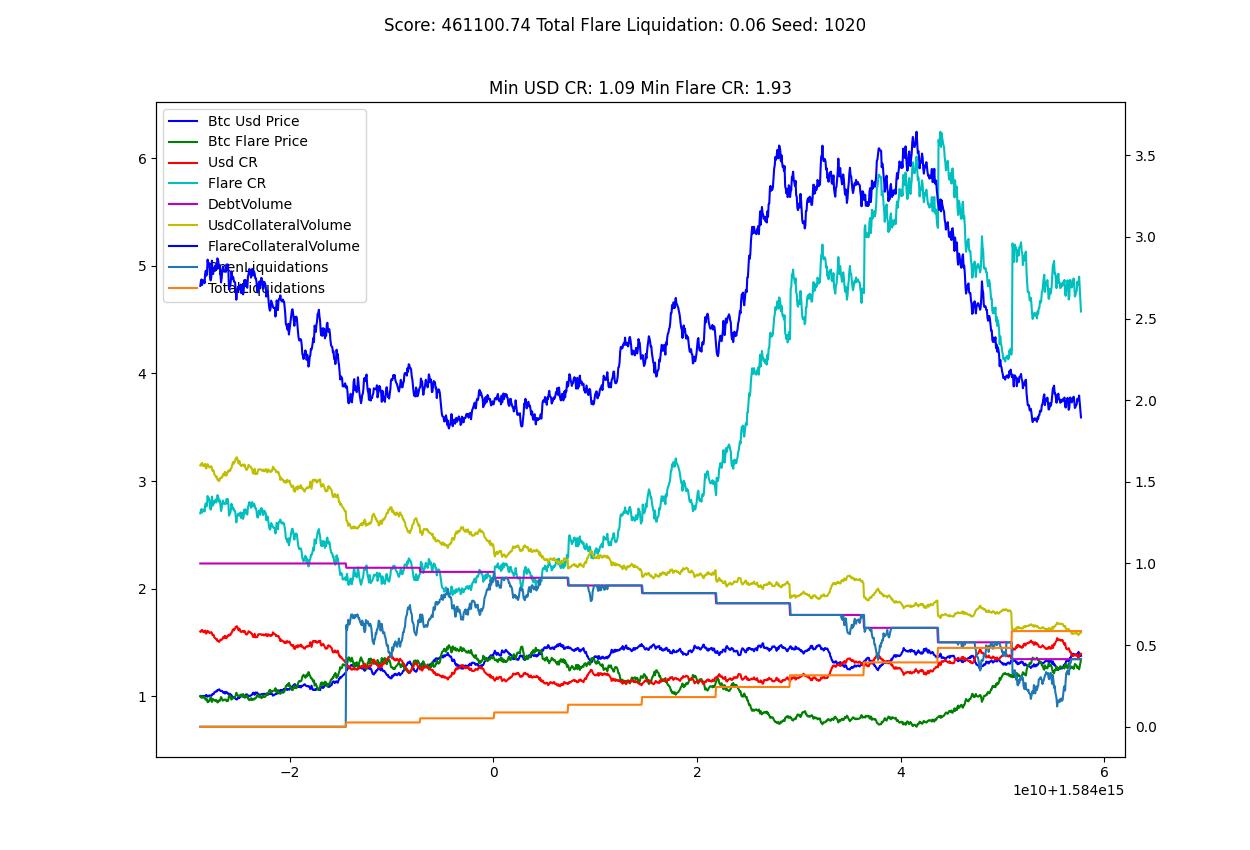 Score: 461100.74 Total Flare Liquidation: 0.06 Seed: 1020
Min USD CR: 1.09 Min Flare CR: 1.93
Btc Usd Price
Btc Flare Price
Usd CR
Flare CR
DebtVolume
UsdCollateralVolume
FlareCollateralVolume
OpenLiquidations
TotalLiquidations
6
5
4
3
2
1
3.5
3.0
2.5
2.0
1.5
1.0
0.5
0.0
−2
0
2
4
6
1e10+1.584e15